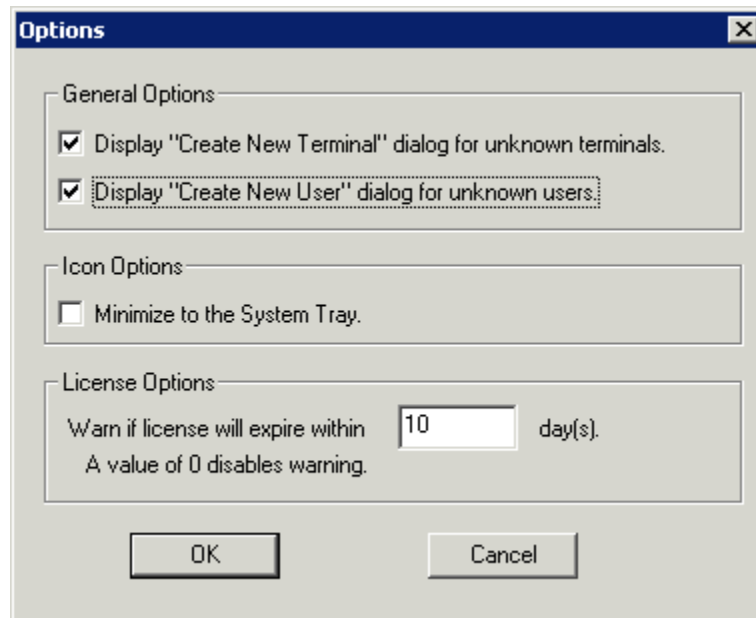 Options
General Options
Display "Create New Terminal" dialog for unknown terminals.
Display "Create New User" dialog for unknown users.
Icon Options
Minimize to the System Tray.
License Options
Warn if license will expire within 10 day(s).
A value of 0 disables warning.
OK Cancel